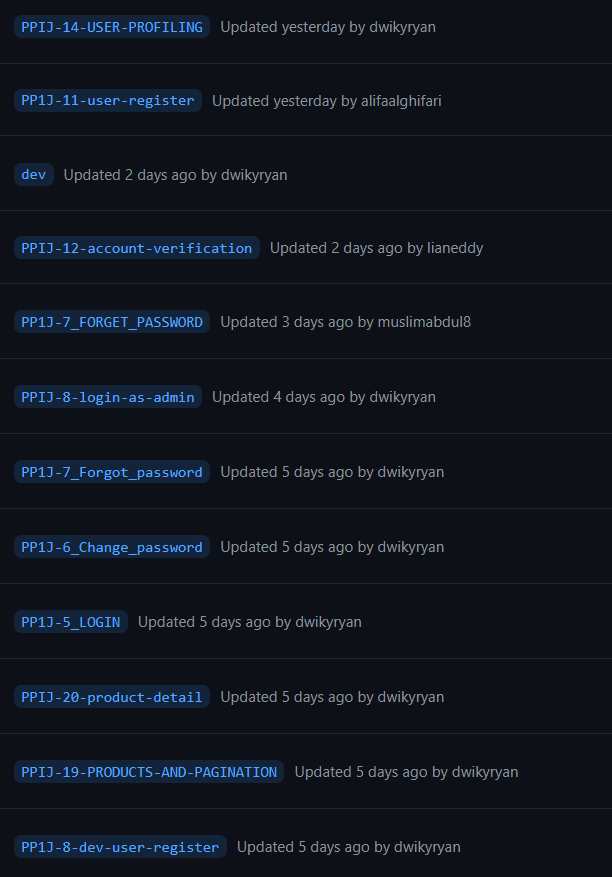 PPIJ-14-USER-PROFILING Updated yesterday by dwikyryan
PP1J-11-user-register Updated yesterday by alifaalghifari
dev Updated 2 days ago by dwikyryan
PPIJ-12-account-verification Updated 2 days ago by lianeddy
PP1J-7_FORGET_PASSWORD Updated 3 days ago by muslimabdul8
PPIJ-8-login-as-admin Updated 4 days ago by dwikyryan
PP1J-7_Forgot_password Updated 5 days ago by dwikyryan
PP1J-6_Change_password Updated 5 days ago by dwikyryan
PP1J-5_LOGIN Updated 5 days ago by dwikyryan
PPIJ-20-product-detail Updated 5 days ago by dwikyryan
PPIJ-19-PRODUCTS-AND-PAGINATION Updated 5 days ago by dwikyryan
PP1J-8-dev-user-register Updated 5 days ago by dwikyryan